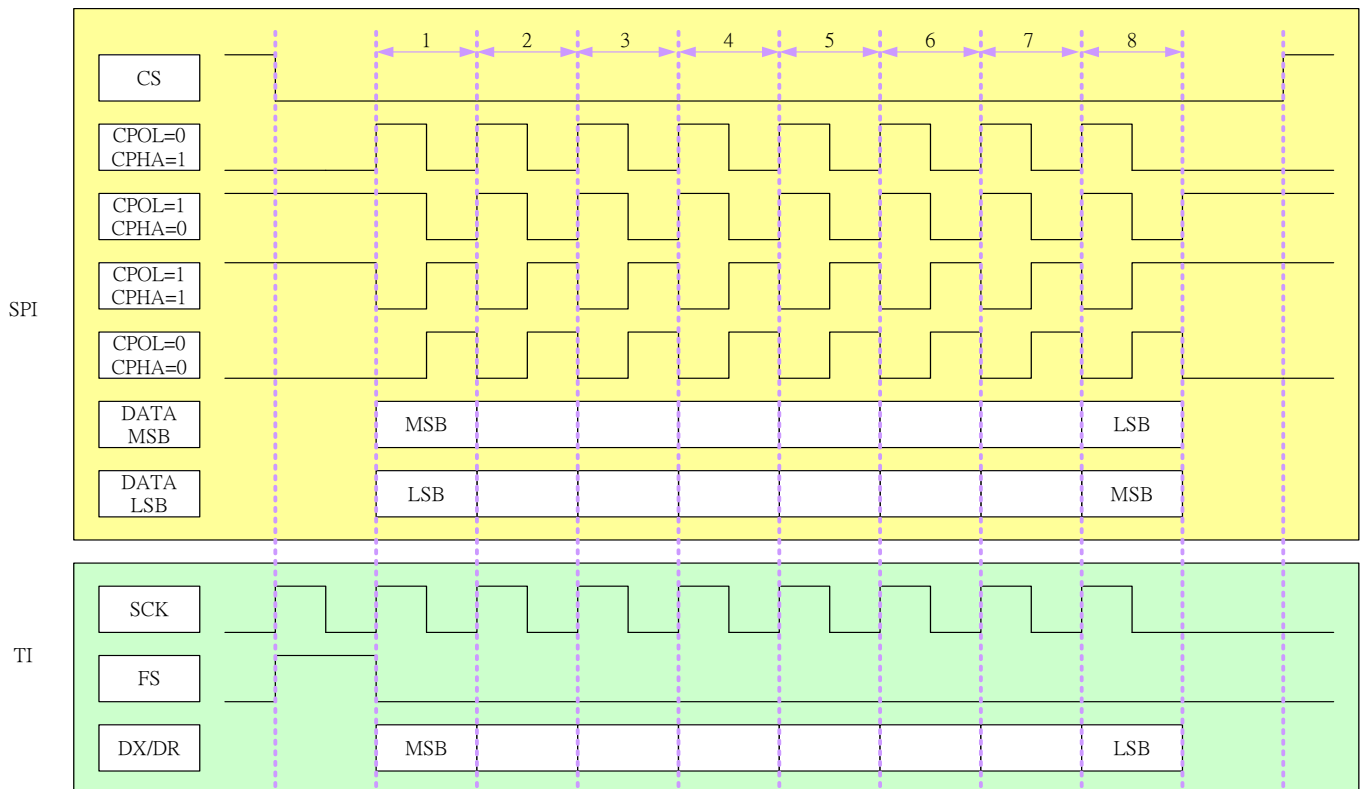 1 2 3 4 5 6 7 8
CS
CPOL=0
CPHA=1
CPOL=1
CPHA=0
CPOL=1
CPHA=1
SPI
CPOL=0
CPHA=0
DATA
MSB
MSB LSB
DATA
LSB
LSB MSB
SCK
TI
FS
DX/DR MSB LSB